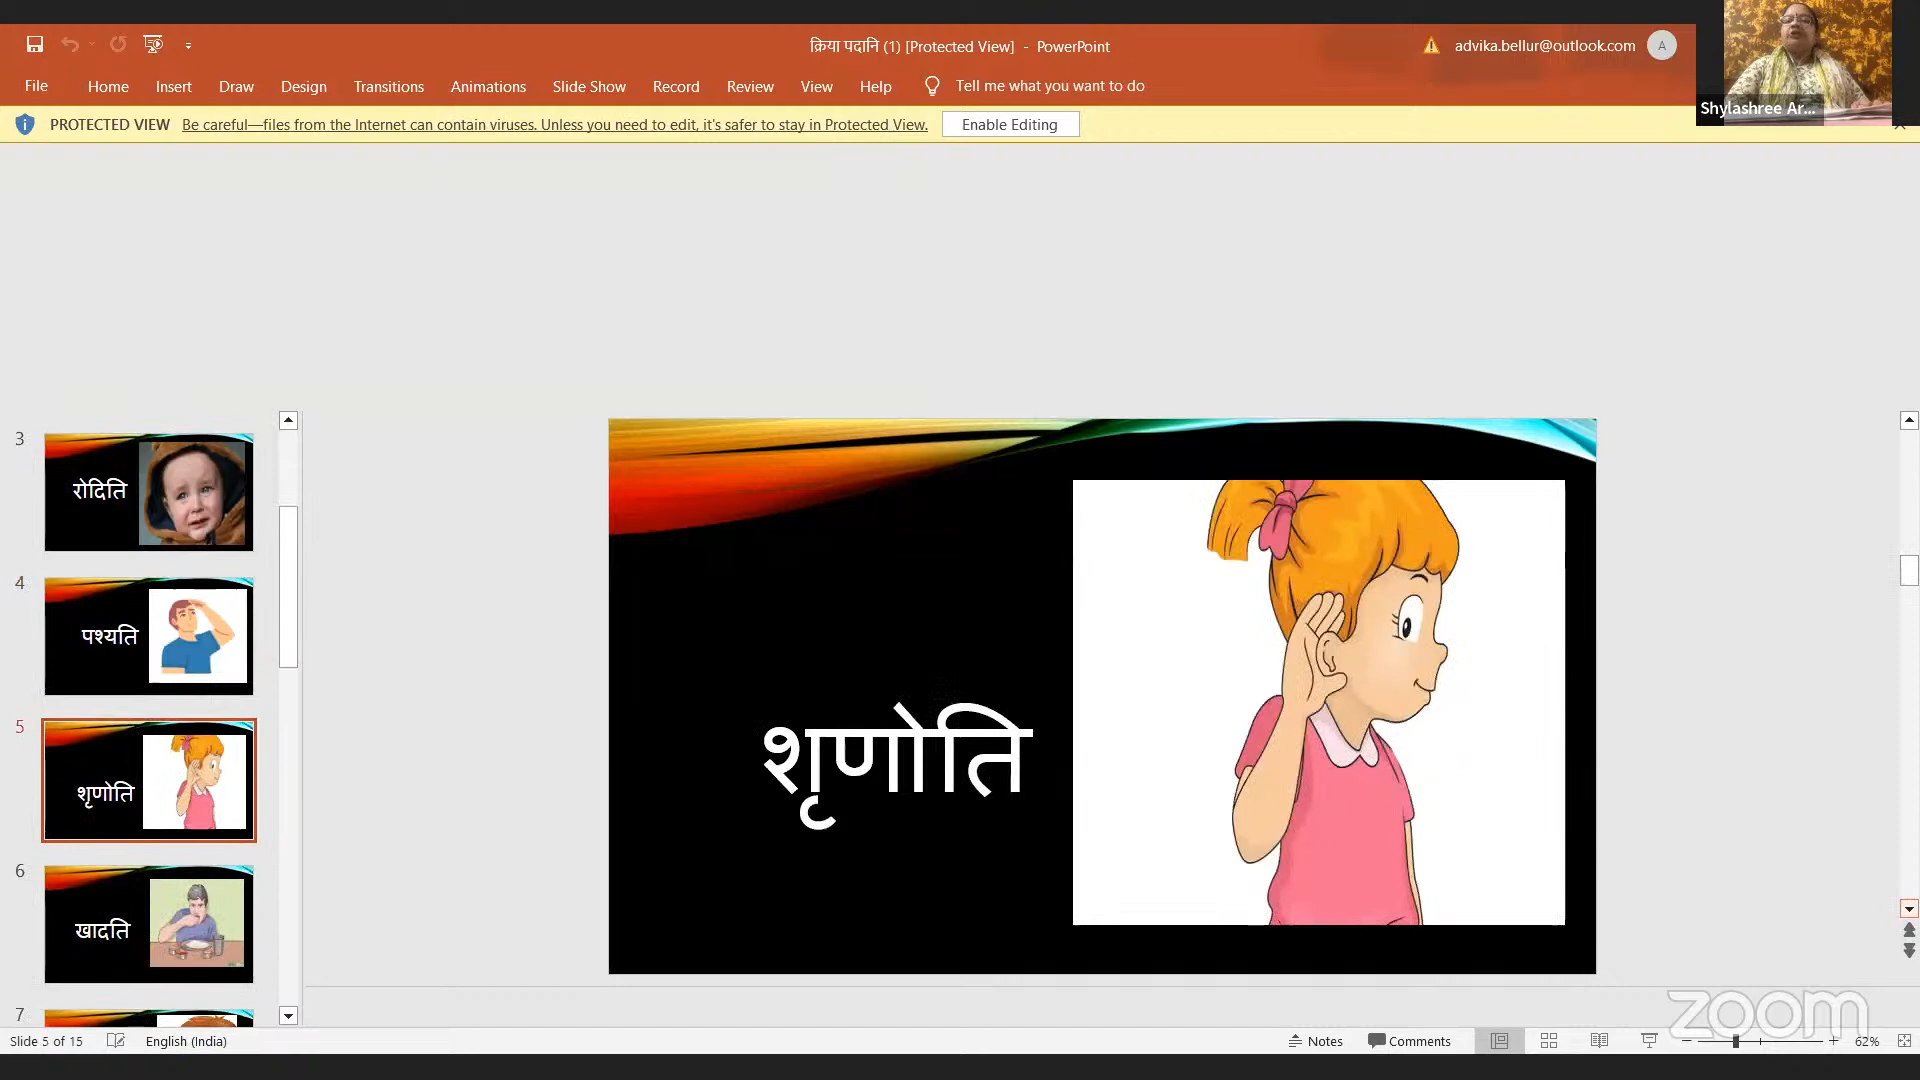 क्रिया पदानि (1) [Protected View] - PowerPoint
advika.bellur@outlook.com
A
File Home Insert Draw Design Transitions Animations Slide Show Record Review View Help Tell me what you want to do
Shylashree Ar...
PROTECTED VIEW Be careful—files from the Internet can contain viruses. Unless you need to edit, it's safer to stay in Protected View. Enable Editing
3
रोदिति
4
पश्यति
5
शृणोति
6
खादति
7
शृणोति
zoom
Slide 5 of 15 English (India) Notes Comments 62%